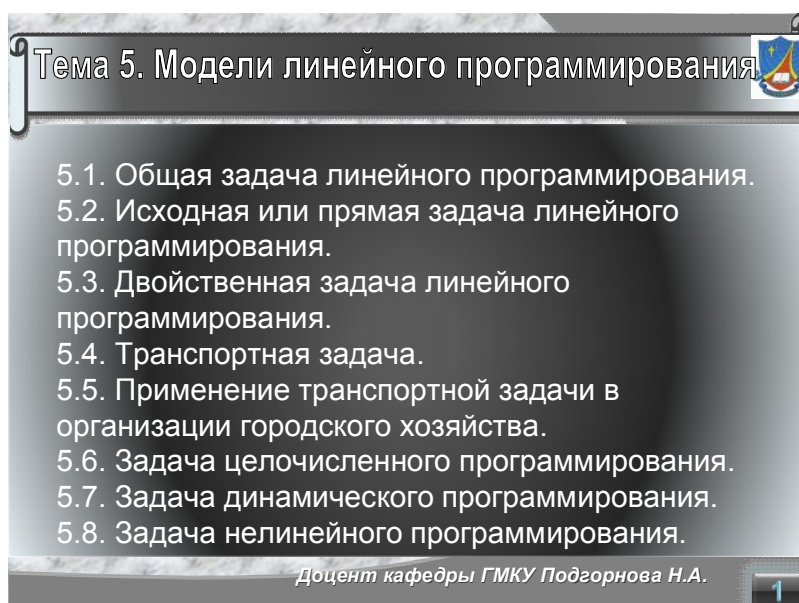 Тема 5. Модели линейного программирования
5.1. Общая задача линейного программирования.
5.2. Исходная или прямая задача линейного
программирования.
5.3. Двойственная задача линейного
программирования.
5.4. Транспортная задача.
5.5. Применение транспортной задачи в
организации городского хозяйства.
5.6. Задача целочисленного программирования.
5.7. Задача динамического программирования.
5.8. Задача нелинейного программирования.
Доцент кафедры ГМКУ Подгорнова Н.А.
1